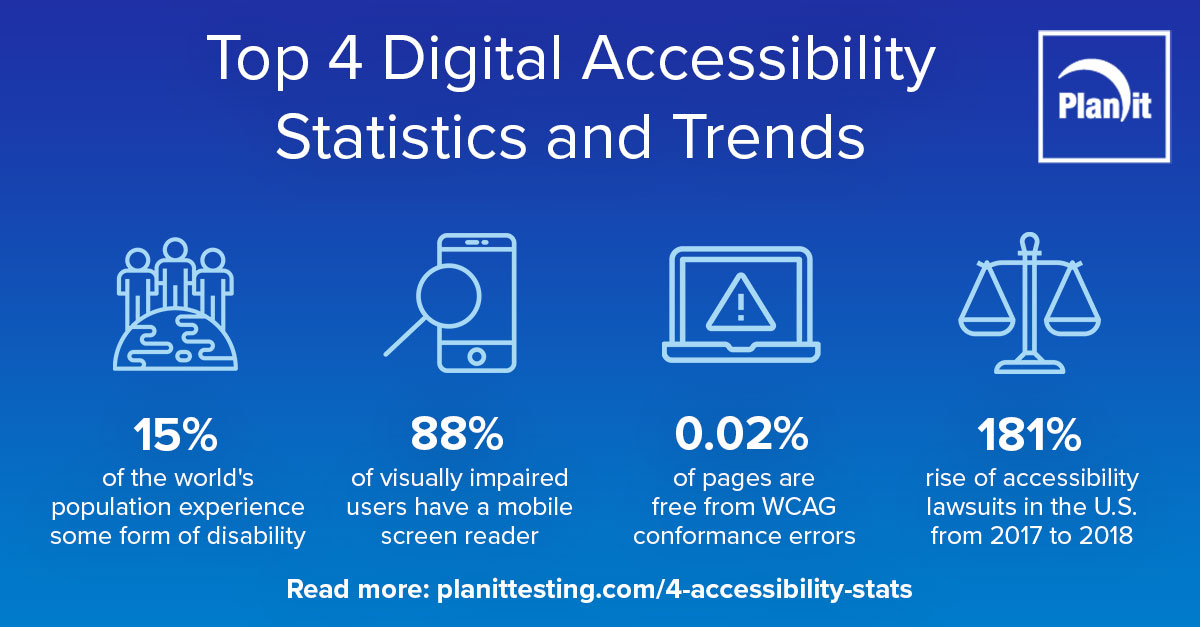 Top 4 Digital Accessibility
Statistics and Trends
Planit
15%
of the world's
population experience
some form of disability
88%
of visually impaired
users have a mobile
screen reader
0.02%
of pages are
free from WCAG
conformance errors
181%
rise of accessibility
lawsuits in the U.S.
from 2017 to 2018
Read more: planittesting.com/4-accessibility-stats